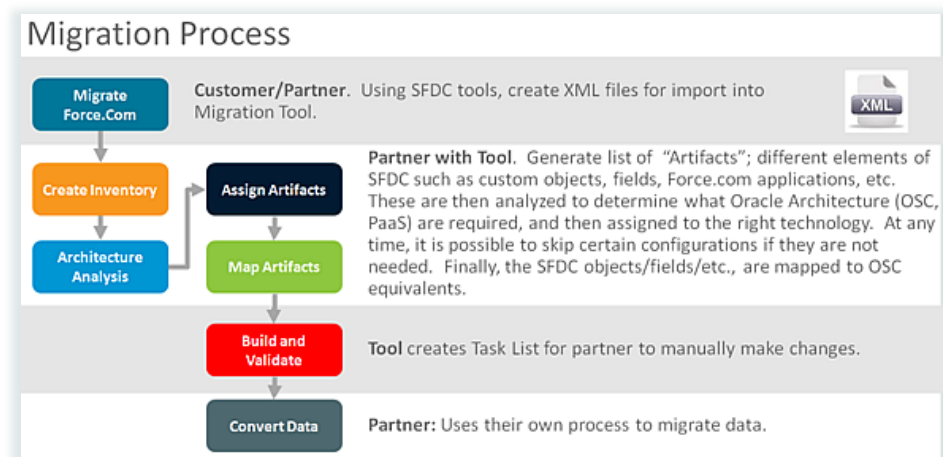 Migration Process
Migrate
Force.Com
Customer/Partner.  Using SFDC tools, create XML files for import into
Migration Tool.
XML
Create Inventory
Architecture
Analysis
Assign Artifacts
Map Artifacts
Partner with Tool.  Generate list of “Artifacts”; different elements of
SFDC such as custom objects, fields, Force.com applications, etc.
These are then analyzed to determine what Oracle Architecture (OSC,
PaaS) are required, and then assigned to the right technology.  At any
time, it is possible to skip certain configurations if they are not
needed.  Finally, the SFDC objects/fields/etc., are mapped to OSC
equivalents.
Build and
Validate
Tool creates Task List for partner to manually make changes.
Convert Data
Partner: Uses their own process to migrate data.